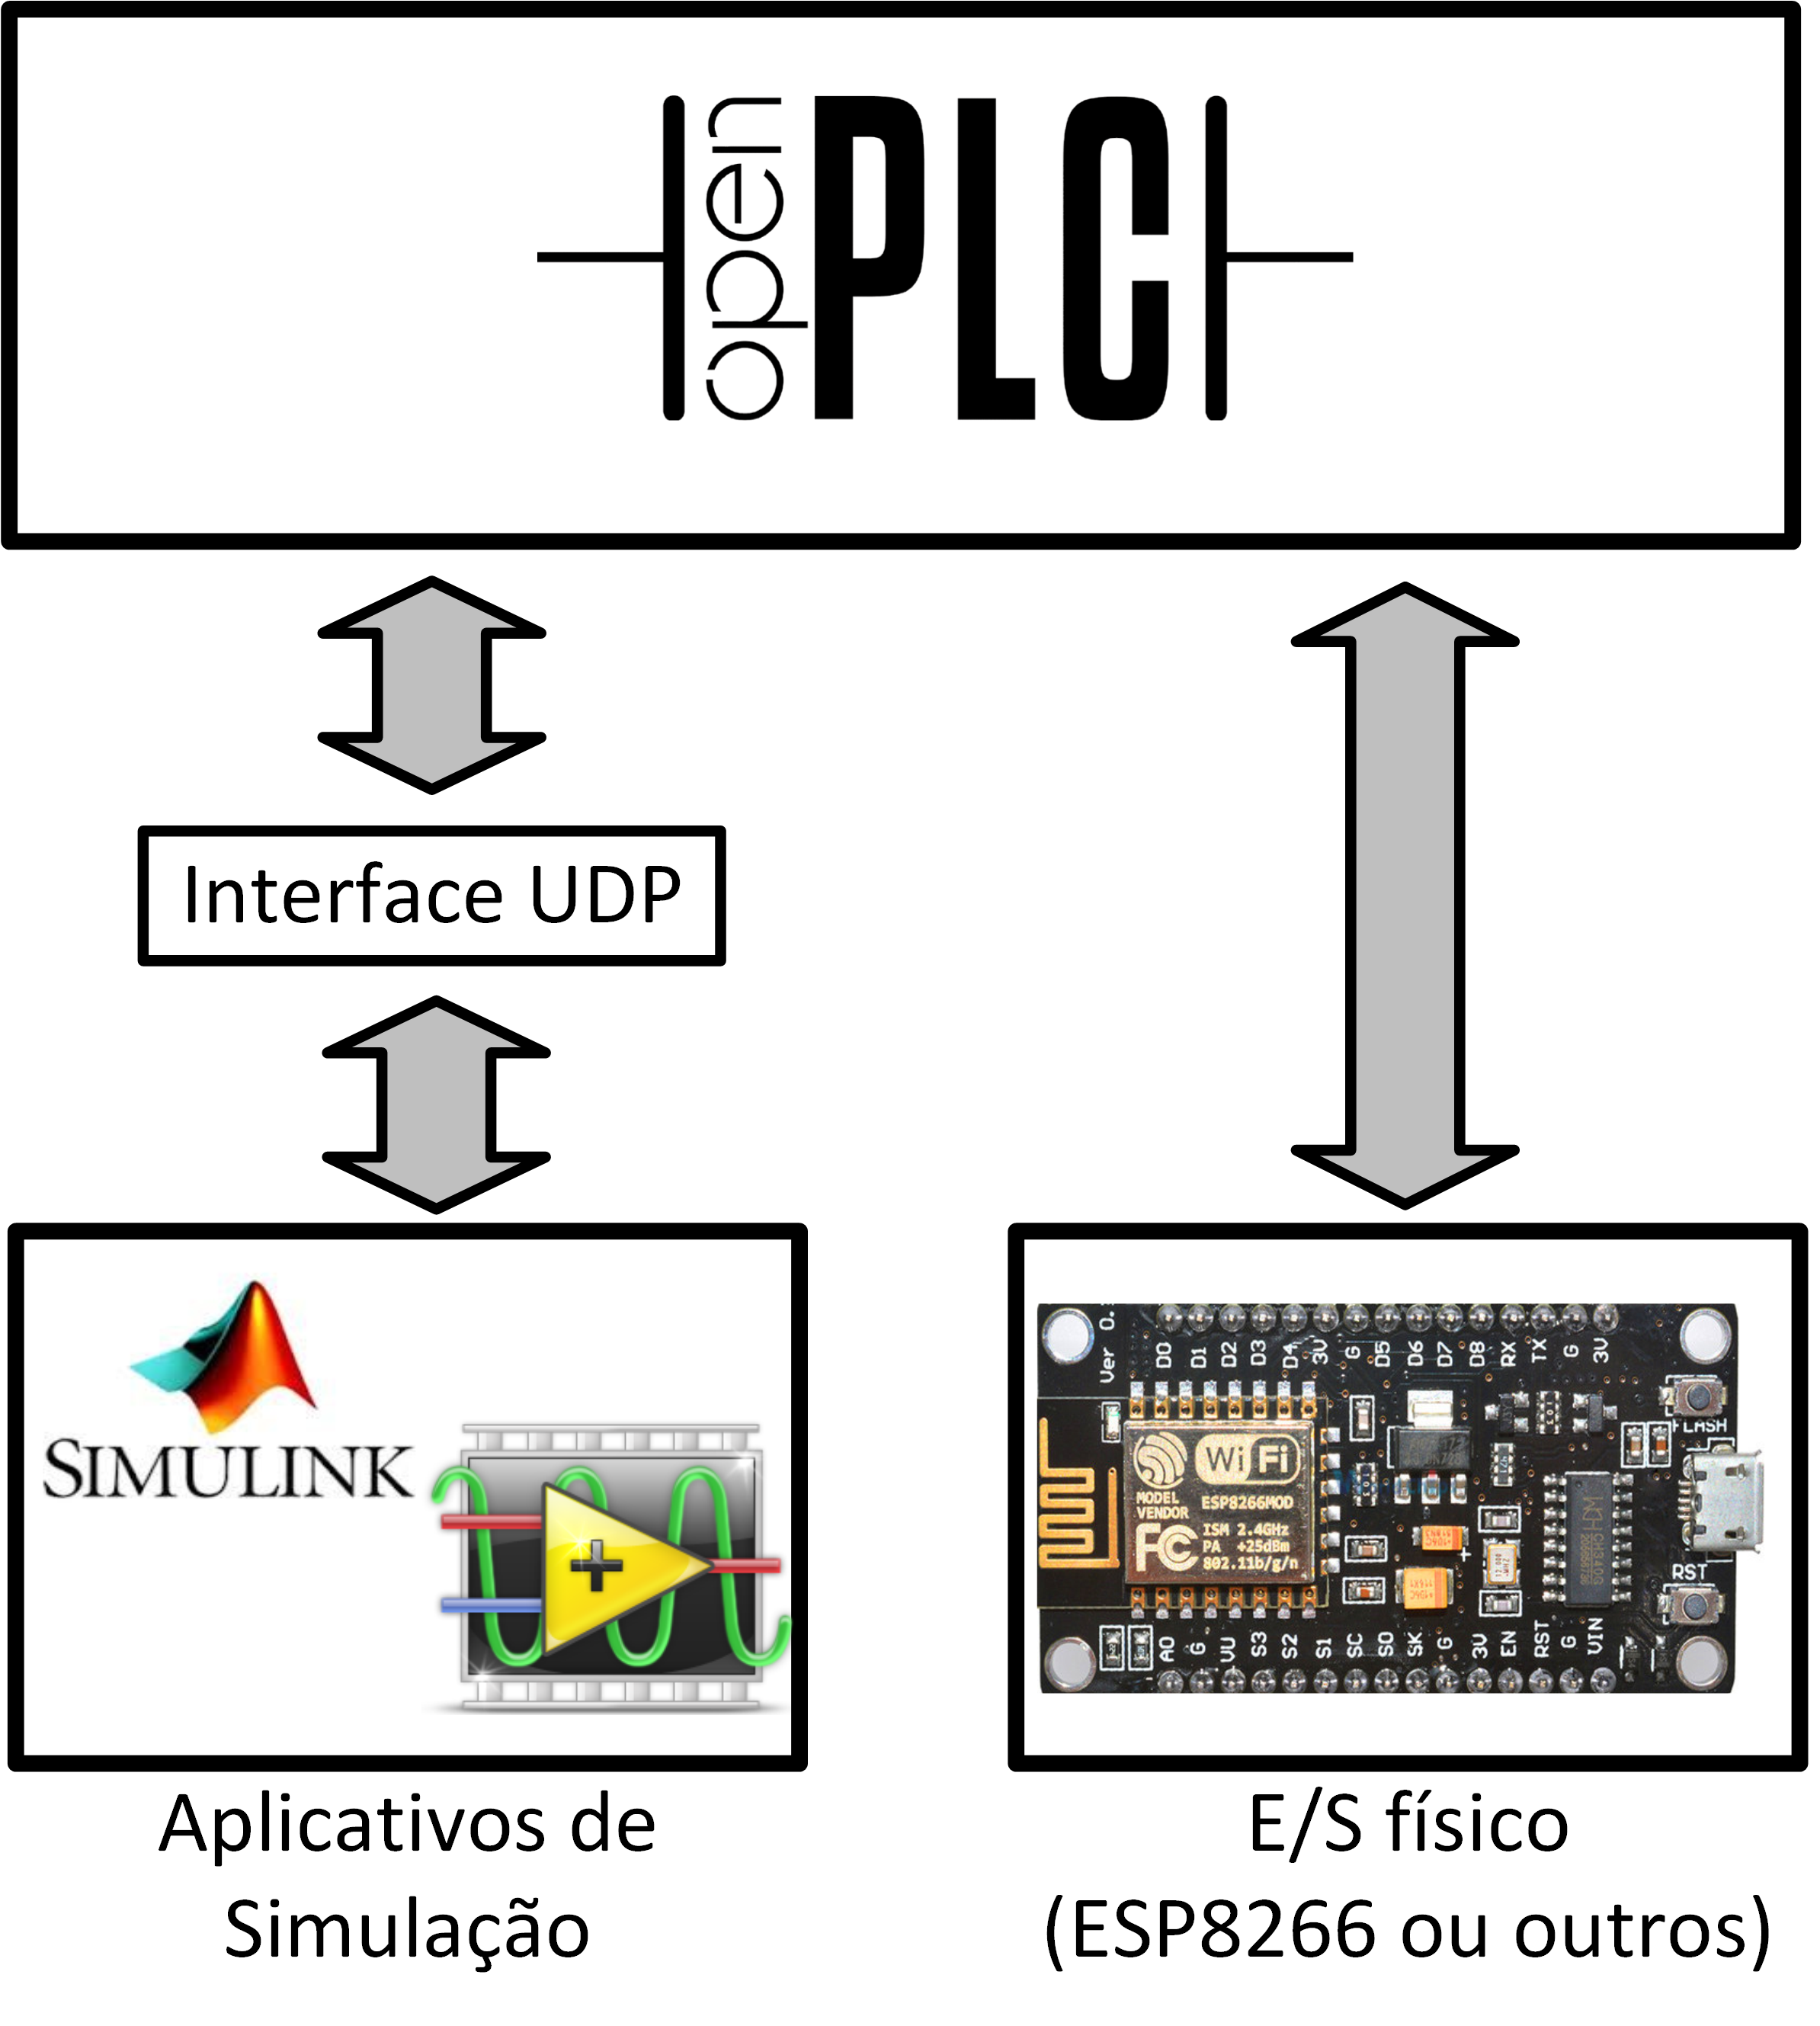 open PLC
Interface UDP
SIMULINK
Aplicativos de
Simulação
Ver 0.
D0 D1 D2 D3 D4 3V G D5 D6 D7 D8 RX TX G 3V
FLASH
WiFi
MODEL
VENDOR
ESP8266MOD
FC
ISM 2.4GHz
PA +25dBm
802.11b/g/n
RST
A0 G VU S3 S2 S1 SC S0 SK G 3V EN RST G VIN
E/S físico
(ESP8266 ou outros)